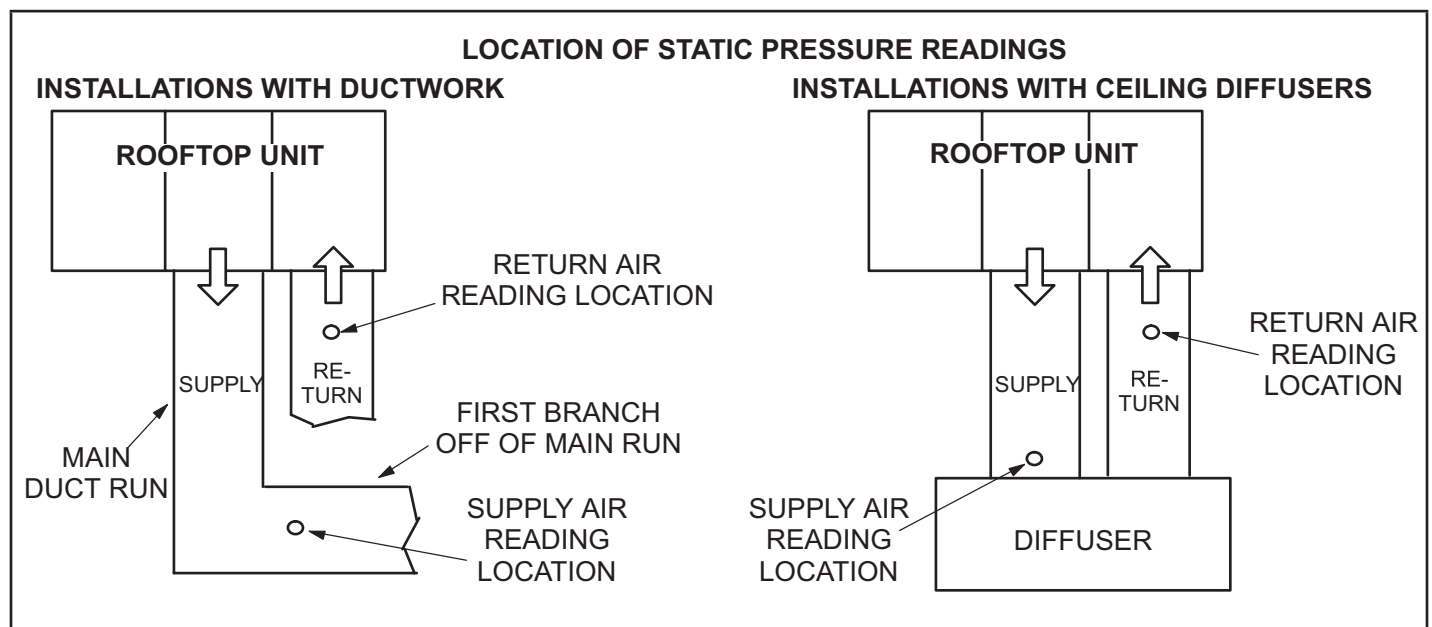 LOCATION OF STATIC PRESSURE READINGS
INSTALLATIONS WITH DUCTWORK
ROOFTOP UNIT
RETURN AIR
READING LOCATION
SUPPLY
RE-
TURN
FIRST BRANCH
OFF OF MAIN RUN
MAIN
DUCT RUN
SUPPLY AIR
READING
LOCATION
INSTALLATIONS WITH CEILING DIFFUSERS
ROOFTOP UNIT
RETURN AIR
READING
LOCATION
SUPPLY
RE-
TURN
SUPPLY AIR
READING
LOCATION
DIFFUSER